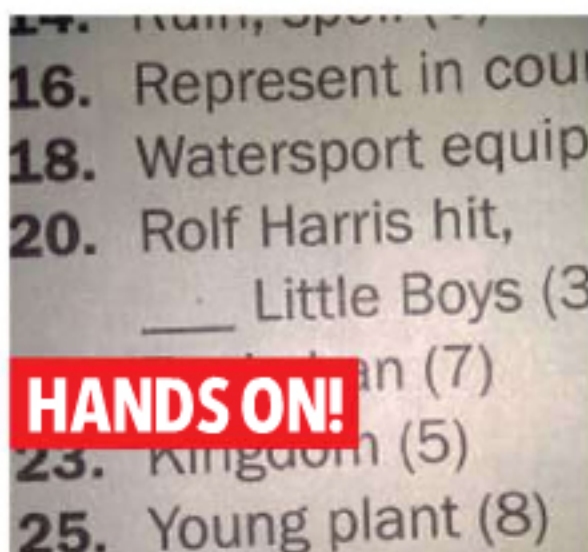 16. Represent in cou
18. Watersport equip
20. Rolf Harris hit,
___ Little Boys (3
an (7)
HANDS ON!
23. Kingdom (5)
25. Young plant (8)